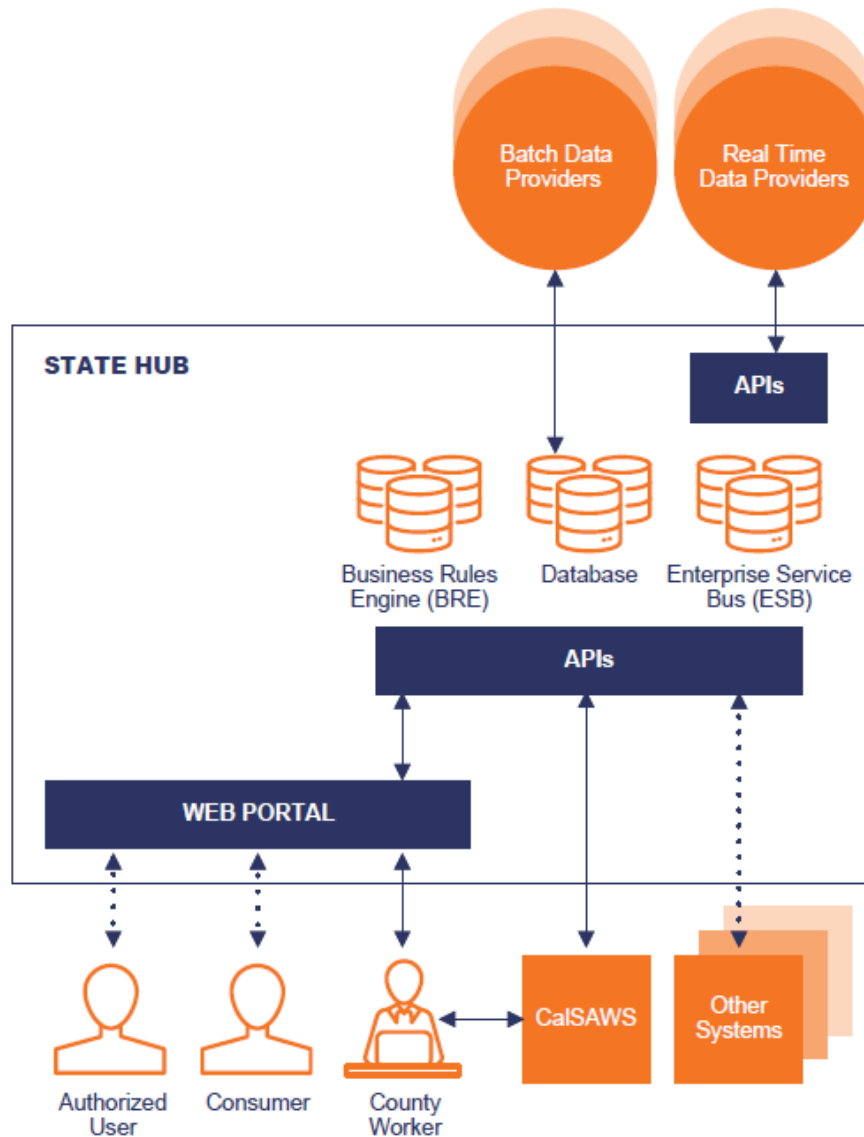 Batch Data
Providers
Real Time
Data Providers
STATE HUB
APIs
Business Rules
Engine (BRE)
Database
Enterprise Service
Bus (ESB)
APIs
WEB PORTAL
CalSAWS
Other
Systems
Authorized
User
Consumer
County
Worker